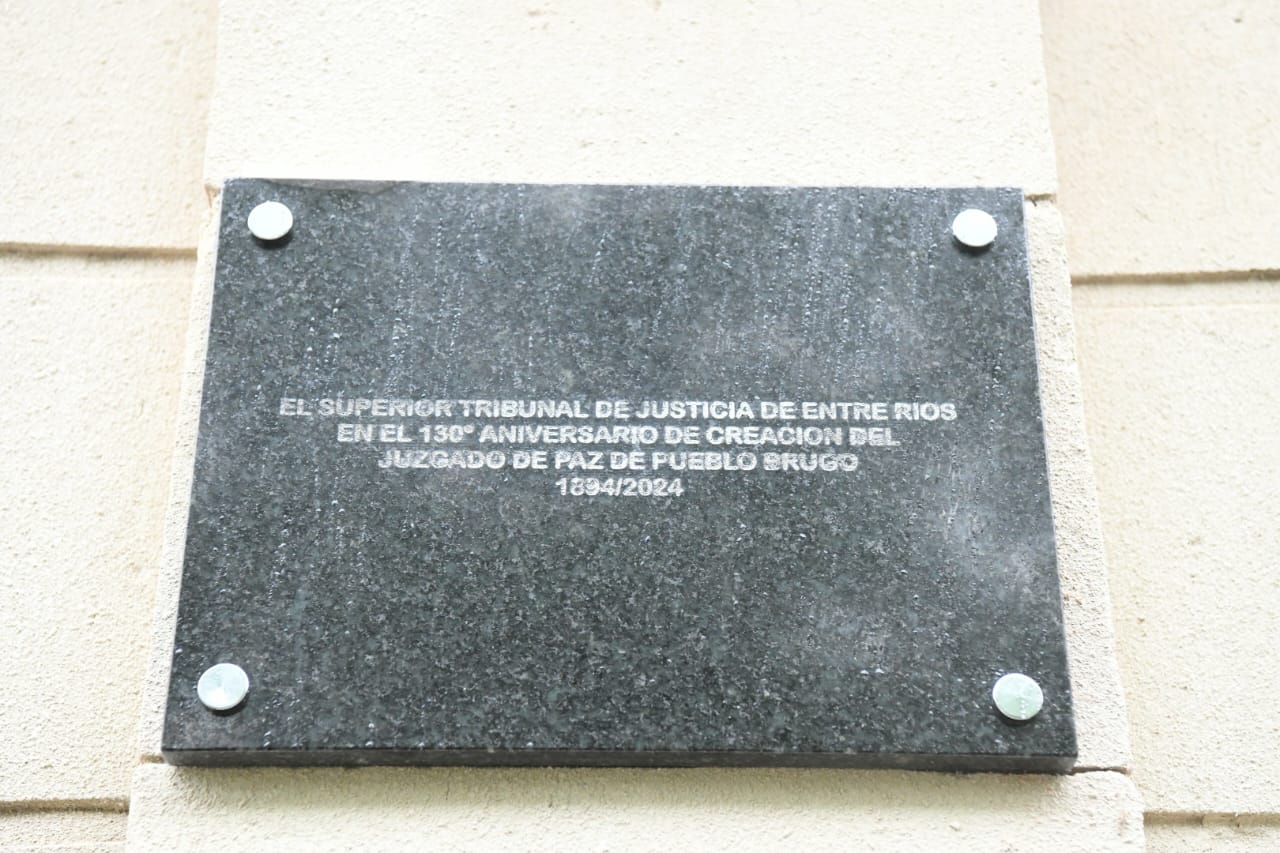 EL SUPERIOR TRIBUNAL DE JUSTICIA DE ENTRE RIOS
EN EL 130º ANIVERSARIO DE CREACION DEL
JUZGADO DE PAZ DE PUEBLO BRUGO
1894/2024